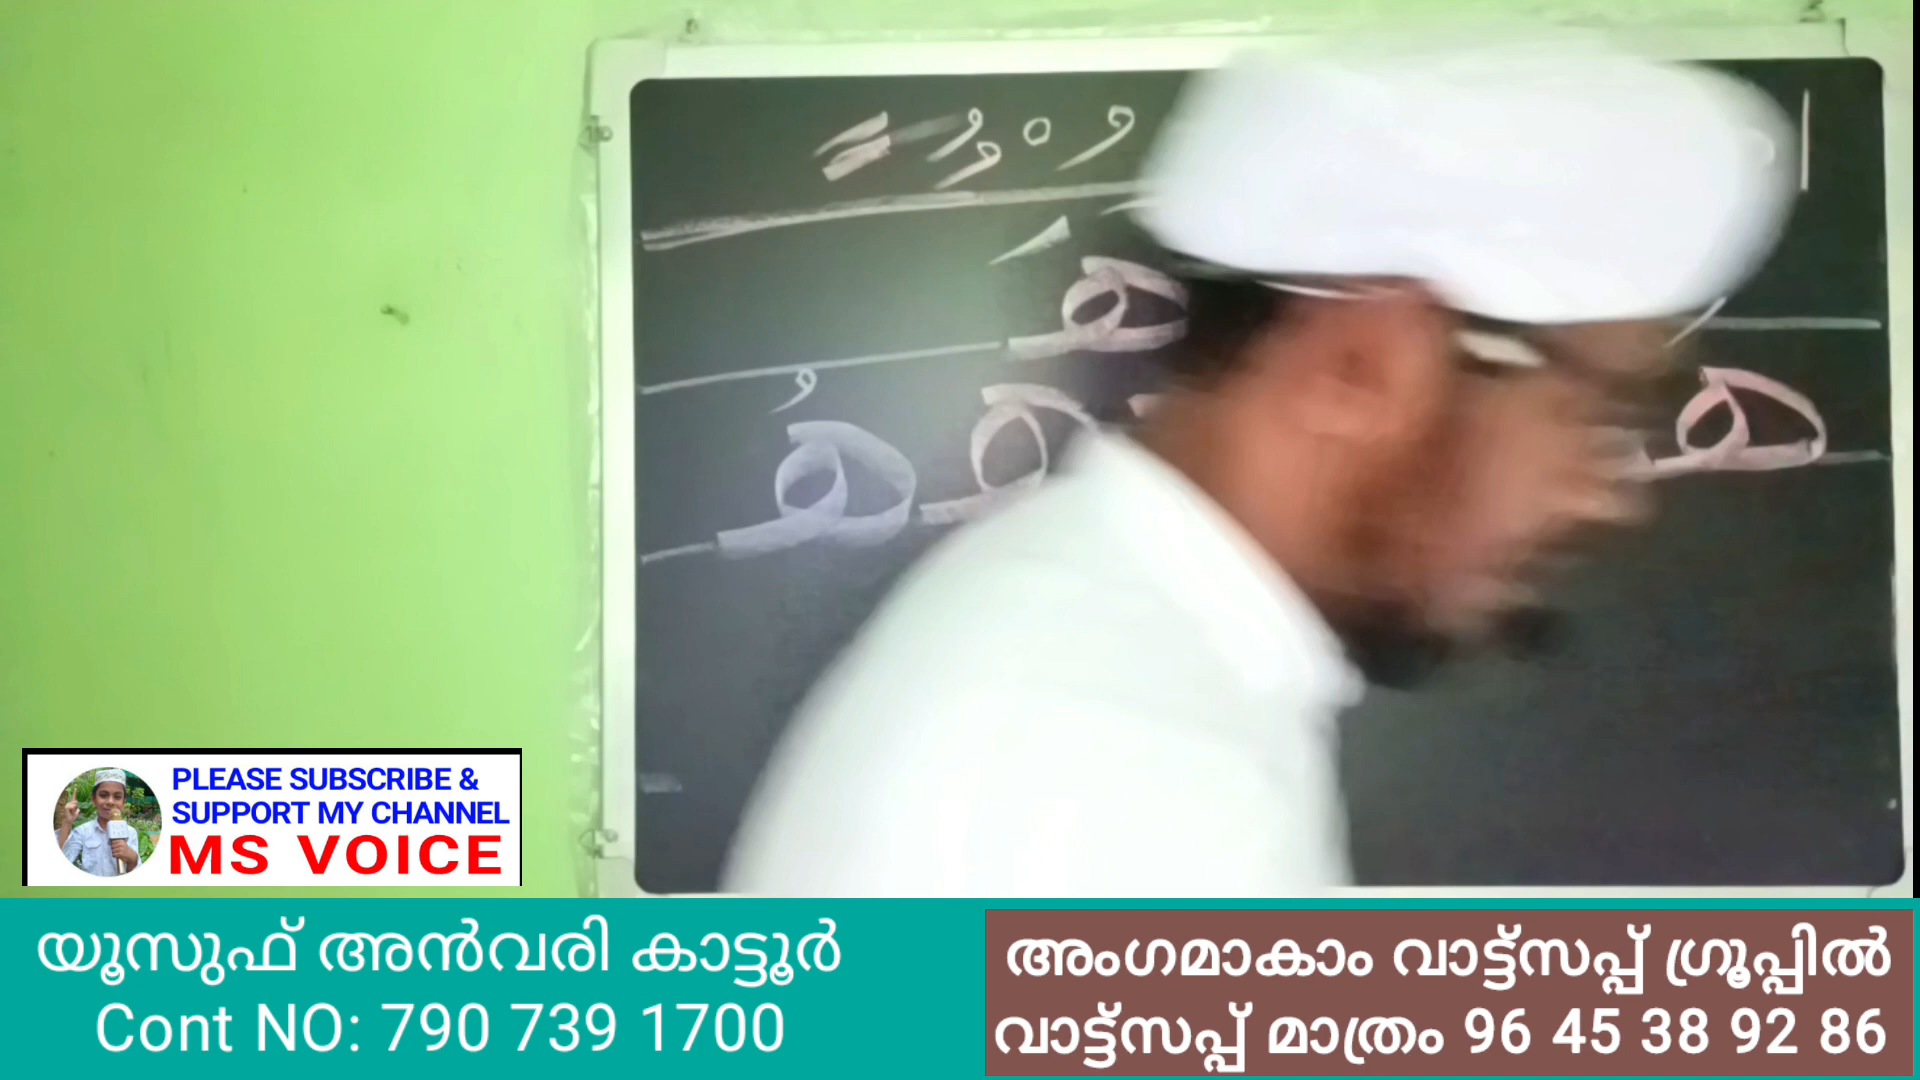 هَ
هُ ه ه
PLEASE SUBSCRIBE &
SUPPORT MY CHANNEL
MS VOICE
യൂസുഫ് അൻവരി കാട്ടൂർ
Cont NO: 790 739 1700
അംഗമാകാം വാട്ട്സപ്പ് ഗ്രൂപ്പിൽ
വാട്ട്സപ്പ് മാത്രം 96 45 38 92 86